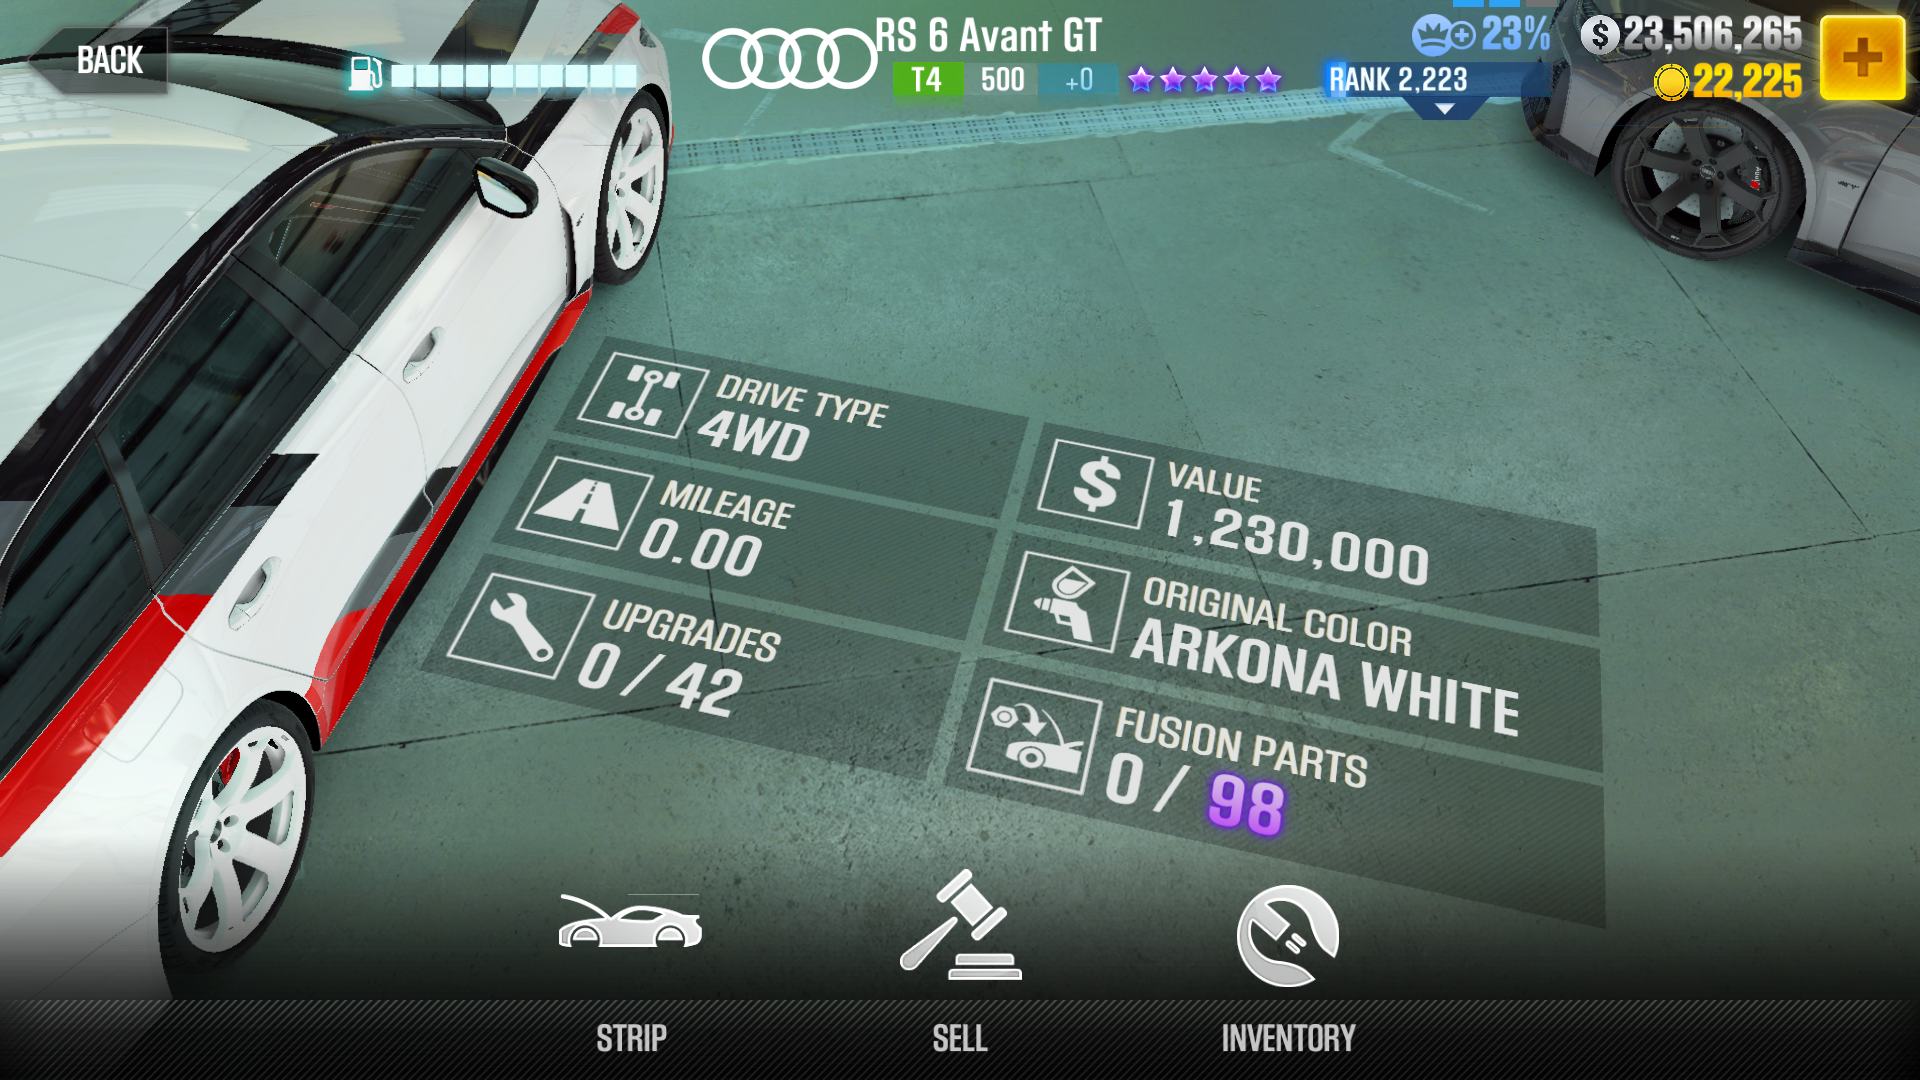 BACK
RS 6 Avant GT
T4 500 +0
RANK 2,223
23%
$ 23,506,265
22,225
DRIVE TYPE
4WD
MILEAGE
0.00
UPGRADES
0 / 42
$ VALUE
1,230,000
ORIGINAL COLOR
ARKONA WHITE
FUSION PARTS
0 / 98
STRIP
SELL
INVENTORY